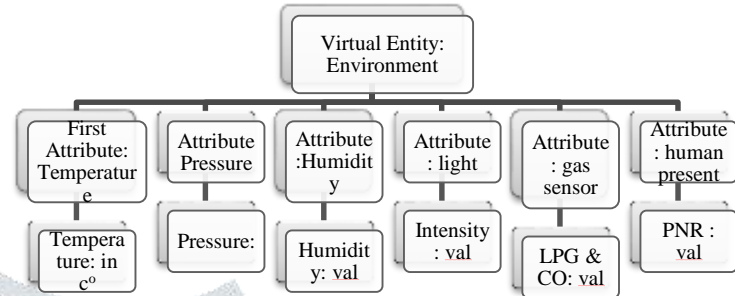 Virtual Entity:
Environment
First
Attribute:
Temperatur
e
Attribute
Pressure
Attribute
:Humidit
y
Attribute
: light
Attribute
: gas
sensor
Attribute
: human
present
Tempera
ture: in
c°
Pressure:
Humidit
y: val
Intensity
: val
LPG &
CO: val
PNR :
val